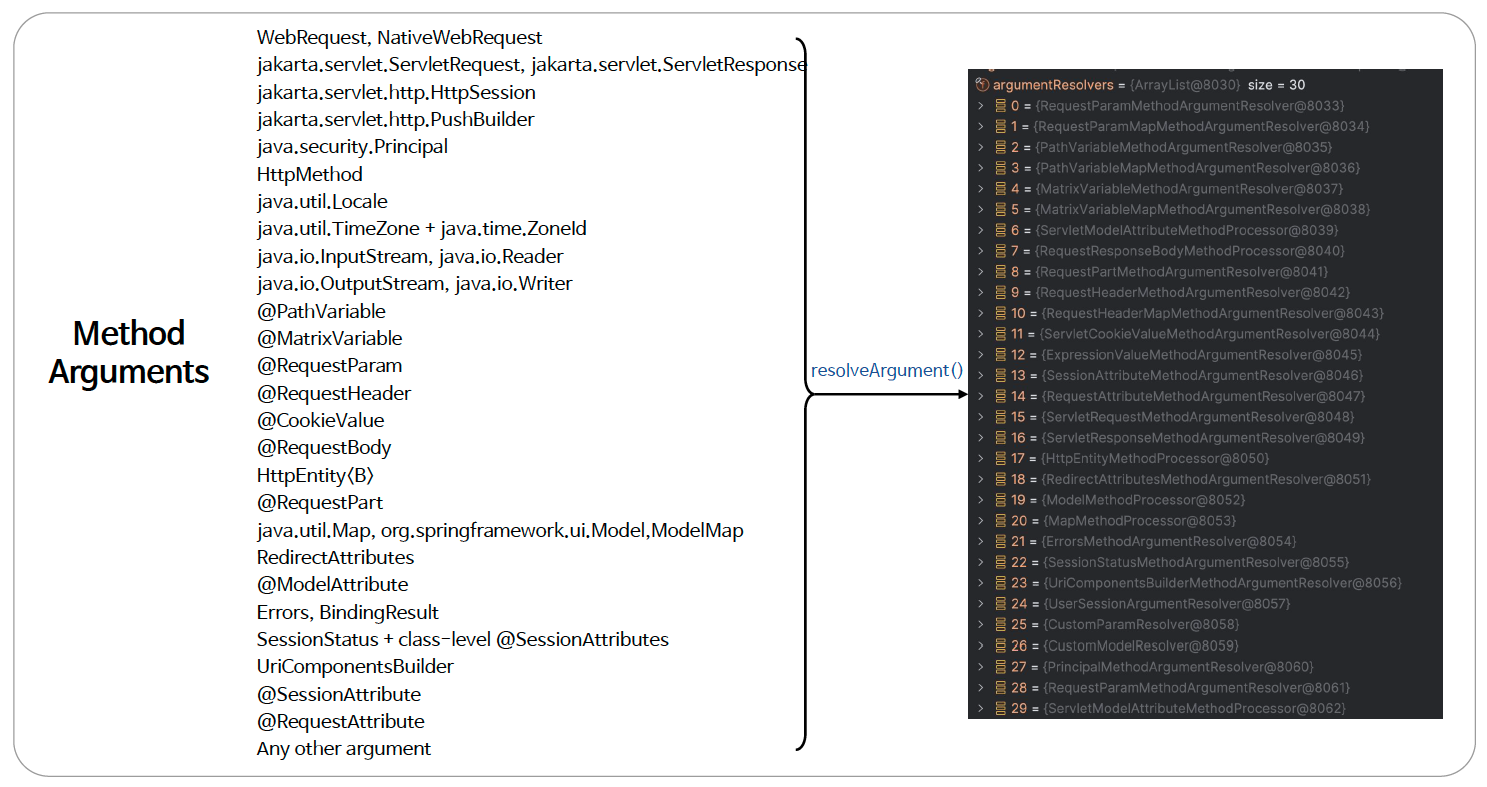 Method
Arguments
WebRequest, NativeWebRequest
jakarta.servlet.ServletRequest, jakarta.servlet.ServletResponse
jakarta.servlet.http.HttpSession
jakarta.servlet.http.PushBuilder
java.security.Principal
HttpMethod
java.util.Locale
java.util.TimeZone + java.time.ZoneId
java.io.InputStream, java.io.Reader
java.io.OutputStream, java.io.Writer
@PathVariable
@MatrixVariable
@RequestParam
@RequestHeader
@CookieValue
@RequestBody
HttpEntity<B>
@RequestPart
java.util.Map, org.springframework.ui.Model,ModelMap
RedirectAttributes
@ModelAttribute
Errors, BindingResult
SessionStatus + class-level @SessionAttributes
UriComponentsBuilder
@SessionAttribute
@RequestAttribute
Any other argument
resolveArgument()
argumentResolvers = {ArrayList@8030} size = 30
0 = {RequestParamMethodArgumentResolver@8033}
1 = {RequestParamMapMethodArgumentResolver@8034}
2 = {PathVariableMethodArgumentResolver@8035}
3 = {PathVariableMapMethodArgumentResolver@8036}
4 = {MatrixVariableMethodArgumentResolver@8037}
5 = {MatrixVariableMapMethodArgumentResolver@8038}
6 = {ServletModelAttributeMethodProcessor@8039}
7 = {RequestResponseBodyMethodProcessor@8040}
8 = {RequestPartMethodArgumentResolver@8041}
9 = {RequestHeaderMethodArgumentResolver@8042}
10 = {RequestHeaderMapMethodArgumentResolver@8043}
11 = {ServletCookieValueMethodArgumentResolver@8044}
12 = {ExpressionValueMethodArgumentResolver@8045}
13 = {SessionAttributeMethodArgumentResolver@8046}
14 = {RequestAttributeMethodArgumentResolver@8047}
15 = {ServletRequestMethodArgumentResolver@8048}
16 = {ServletResponseMethodArgumentResolver@8049}
17 = {HttpEntityMethodProcessor@8050}
18 = {RedirectAttributesMethodArgumentResolver@8051}
19 = {ModelMethodProcessor@8052}
20 = {MapMethodProcessor@8053}
21 = {ErrorsMethodArgumentResolver@8054}
22 = {SessionStatusMethodArgumentResolver@8055}
23 = {UriComponentsBuilderMethodArgumentResolver@8056}
24 = {UserSessionArgumentResolver@8057}
25 = {CustomParamResolver@8058}
26 = {CustomModelResolver@8059}
27 = {PrincipalMethodArgumentResolver@8060}
28 = {RequestParamMethodArgumentResolver@8061}
29 = {ServletModelAttributeMethodProcessor@8062}